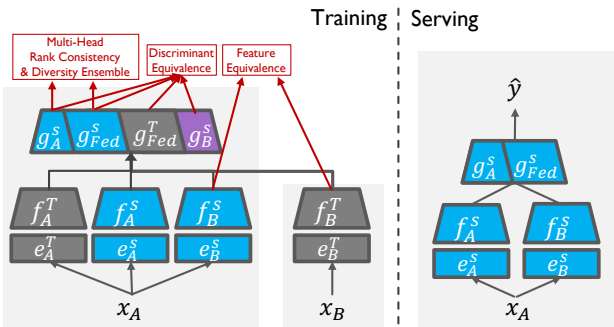 Training
Serving
Multi-Head
Rank Consistency
& Diversity Ensemble
Discriminant
Equivalence
Feature
Equivalence
ŷ
g_A^s g_Fed^s g_Fed^T g_B^s
g_A^s g_Fed^s
f_A^T f_A^s f_B^s f_B^T
f_A^s f_B^s
e_A^T e_A^s e_B^s e_B^T
e_A^s e_B^s
x_A x_B
x_A